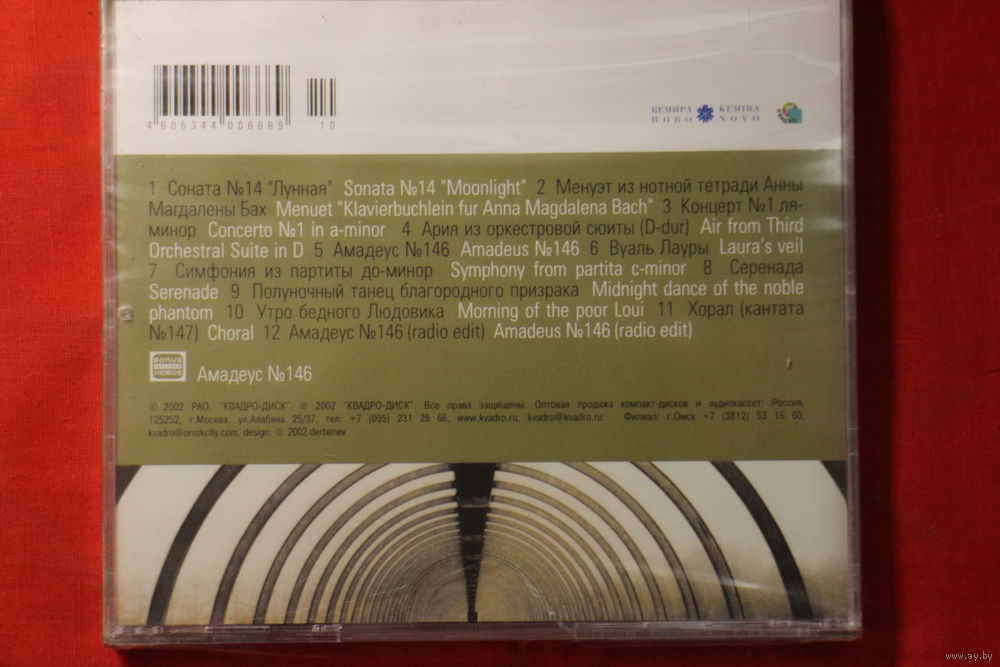 4 606344 006669 10
КЕМИРА KEMIRA
НОВО NOVO
1 Соната №14 "Лунная" Sonata №14 "Moonlight" 2 Менуэт из нотной тетради Анны
Магдалены Бах Menuet "Klavierbuchlein fur Anna Magdalena Bach" 3 Концерт №1 ля-
минор Concerto №1 in a-minor 4 Ария из оркестровой сюиты (D-dur) Air from Third
Orchestral Suite in D 5 Амадеус №146 Amadeus №146 6 Вуаль Лауры Laura's veil
7 Симфония из партиты до-минор Symphony from partita c-minor 8 Серенада
Serenade 9 Полуночный танец благородного призрака Midnight dance of the noble
phantom 10 Утро бедного Людовика Morning of the poor Loui 11 Хорал (кантата
№147) Choral 12 Амадеус №146 (radio edit) Amadeus №146 (radio edit)
BONUS
VIDEOS
Амадеус №146
© 2002 РАО, "КВАДРО-ДИСК". ℗ 2002 "КВАДРО-ДИСК". Все права защищены. Оптовая продажа компакт-дисков и аудиокассет: Россия,
125252, г.Москва, ул.Алабяна 25/37, тел: +7 (095) 231 26 66, www.kvadro.ru, kvadro@kvadro.ru Филиал: г.Омск +7 (3812) 53 16 60,
kvadro@omskcity.com. design: © 2002 derbenev
www.ay.by